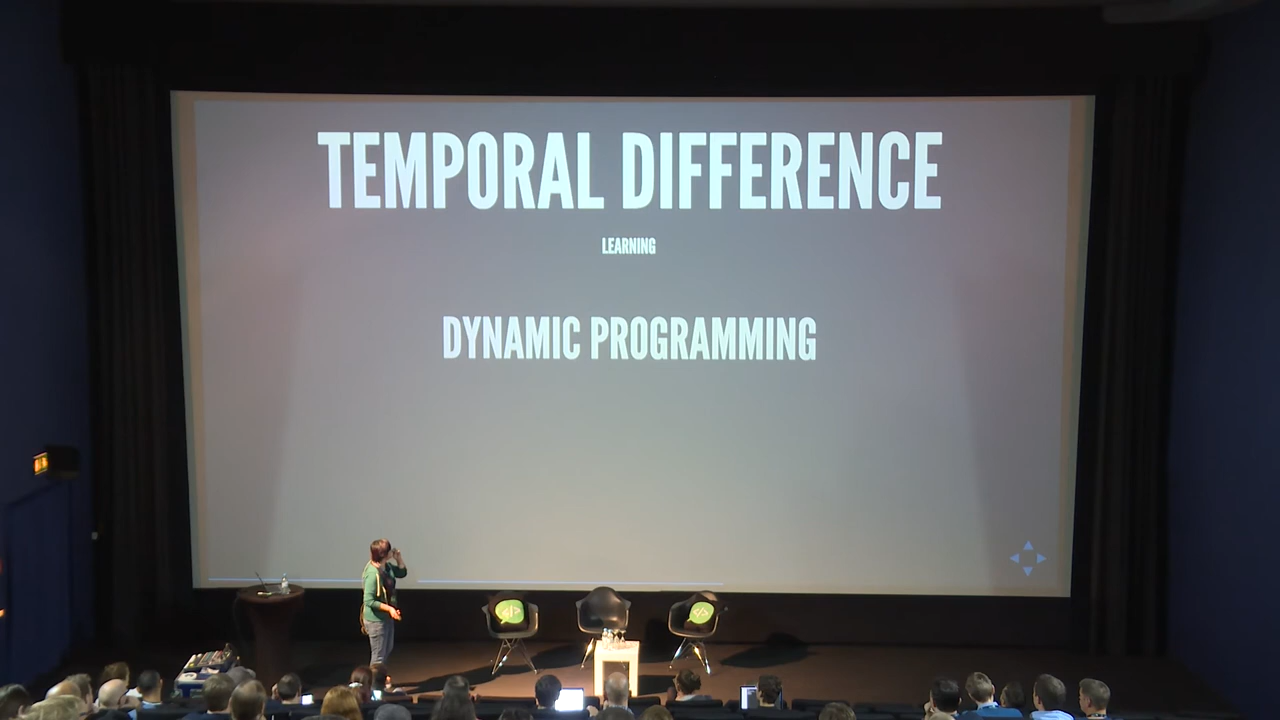 TEMPORAL DIFFERENCE
LEARNING
DYNAMIC PROGRAMMING
</>
</>